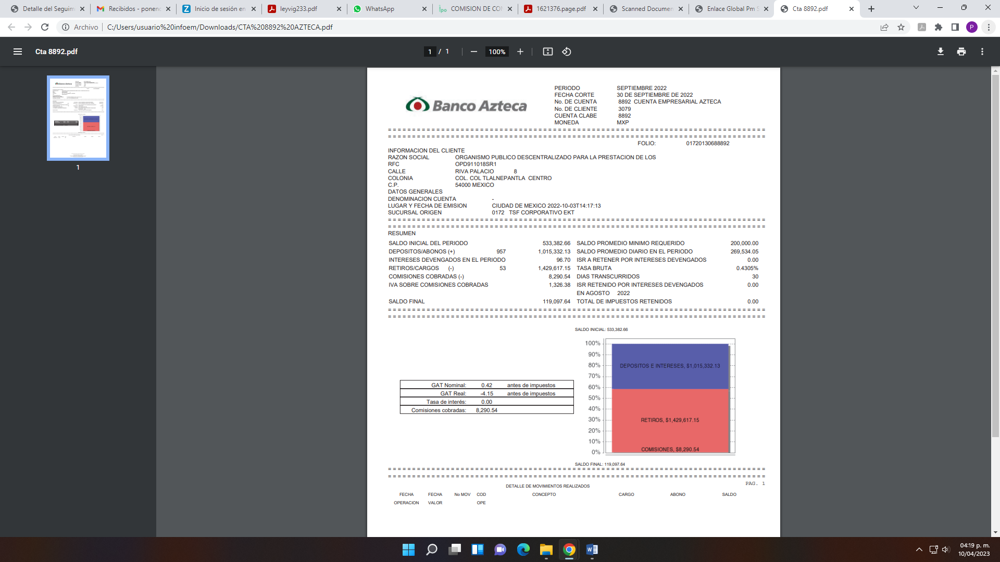 Detalle del Seguim
Recibidos - ponenc
Inicio de sesión en
leyvig233.pdf
WhatsApp
ipo COMISION DE CO
1621376.page.pdf
Scanned Documen
Enlace Global Pm S
Cta 8892.pdf
Archivo
C:/Users/usuario%20infoem/Downloads/CTA%208892%20AZTECA.pdf
P
Cta 8892.pdf
1 / 1
100%
1
Banco Azteca
PERIODO SEPTIEMBRE 2022
FECHA CORTE 30 DE SEPTIEMBRE DE 2022
No. DE CUENTA 8892 CUENTA EMPRESARIAL AZTECA
No. DE CLIENTE 3079
CUENTA CLABE 8892
MONEDA MXP
FOLIO: 01720130688892
INFORMACION DEL CLIENTE
RAZON SOCIAL ORGANISMO PUBLICO DESCENTRALIZADO PARA LA PRESTACION DE LOS
RFC OPD911018SR1
CALLE RIVA PALACIO 8
COLONIA COL. COL TLALNEPANTLA CENTRO
C.P. 54000 MEXICO
DATOS GENERALES
DENOMINACION CUENTA -
LUGAR Y FECHA DE EMISION CIUDAD DE MEXICO 2022-10-03T14:17:13
SUCURSAL ORIGEN 0172 TSF CORPORATIVO EKT
RESUMEN
SALDO INICIAL DEL PERIODO 533,382.66 SALDO PROMEDIO MINIMO REQUERIDO 200,000.00
DEPOSITOS/ABONOS (+) 957 1,015,332.13 SALDO PROMEDIO DIARIO EN EL PERIODO 269,534.05
INTERESES DEVENGADOS EN EL PERIODO 96.70 ISR A RETENER POR INTERESES DEVENGADOS 0.00
RETIROS/CARGOS (-) 53 1,429,617.15 TASA BRUTA 0.4305%
COMISIONES COBRADAS (-) 8,290.54 DIAS TRANSCURRIDOS 30
IVA SOBRE COMISIONES COBRADAS 1,326.38 ISR RETENIDO POR INTERESES DEVENGADOS 0.00
EN AGOSTO 2022
SALDO FINAL 119,097.64 TOTAL DE IMPUESTOS RETENIDOS 0.00
SALDO INICIAL: 533,382.66
100%
90%
80%
70%
60%
50%
40%
30%
20%
10%
0%
DEPOSITOS E INTERESES, $1,015,332.13
RETIROS, $1,429,617.15
COMISIONES, $8,290.54
GAT Nominal: 0.42 antes de impuestos
GAT Real: -4.15 antes de impuestos
Tasa de interés: 0.00
Comisiones cobradas: 8,290.54
SALDO FINAL: 119,097.64
PAG. 1
DETALLE DE MOVIMIENTOS REALIZADOS
FECHA FECHA No MOV COD CONCEPTO CARGO ABONO SALDO
OPERACION VALOR OPE
04:19 p. m.
10/04/2023